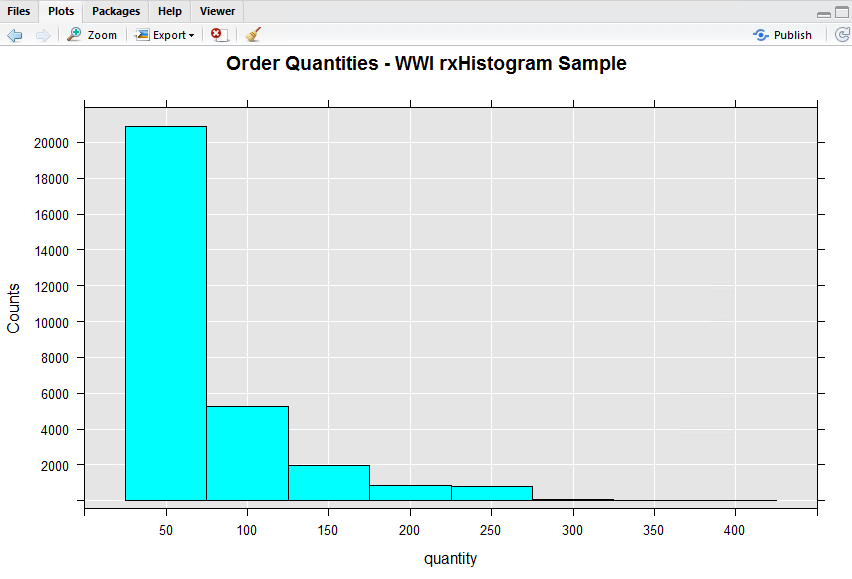 Files Plots Packages Help Viewer
Zoom Export Publish
Order Quantities - WWI rxHistogram Sample
20000
18000
16000
14000
12000
10000
8000
6000
4000
2000
Counts
50 100 150 200 250 300 350 400
quantity